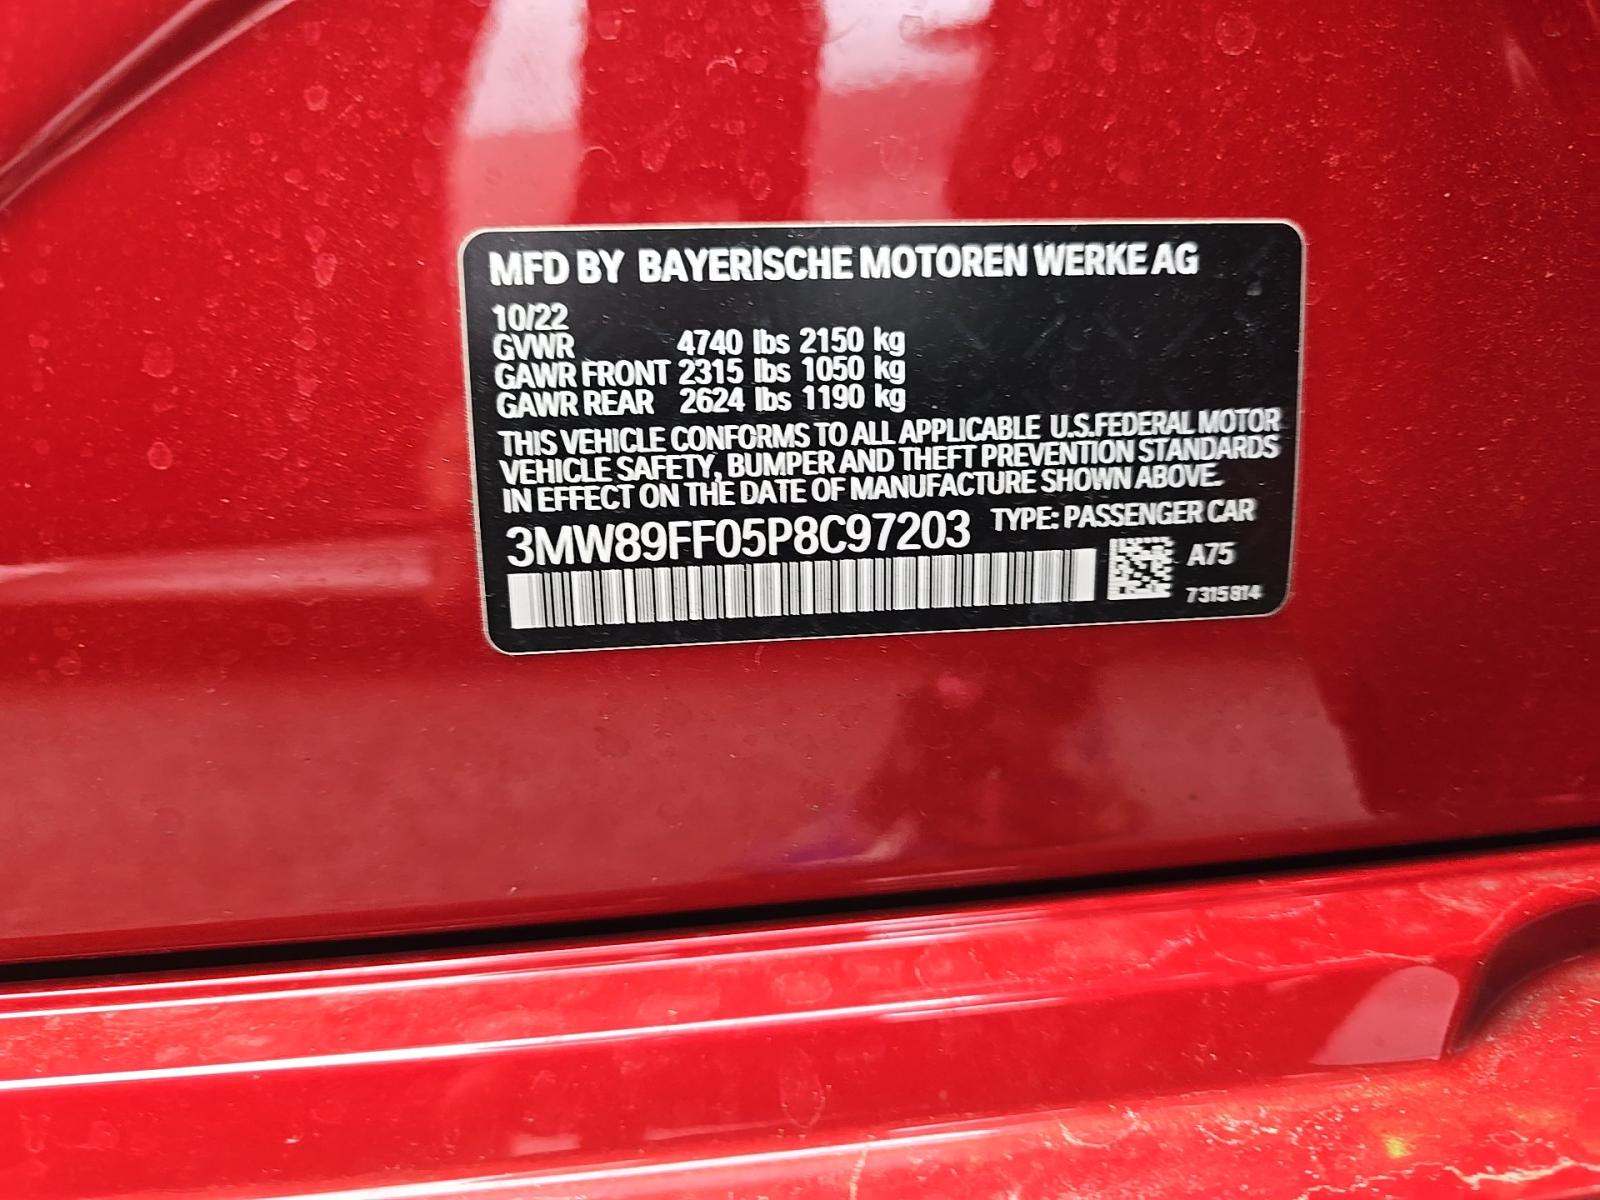 MFD BY BAYERISCHE MOTOREN WERKE AG
10/22
GVWR 4740 lbs 2150 kg
GAWR FRONT 2315 lbs 1050 kg
GAWR REAR 2624 lbs 1190 kg
THIS VEHICLE CONFORMS TO ALL APPLICABLE U.S.FEDERAL MOTOR
VEHICLE SAFETY, BUMPER AND THEFT PREVENTION STANDARDS
IN EFFECT ON THE DATE OF MANUFACTURE SHOWN ABOVE.
3MW89FF05P8C97203 TYPE: PASSENGER CAR
A75
7315814